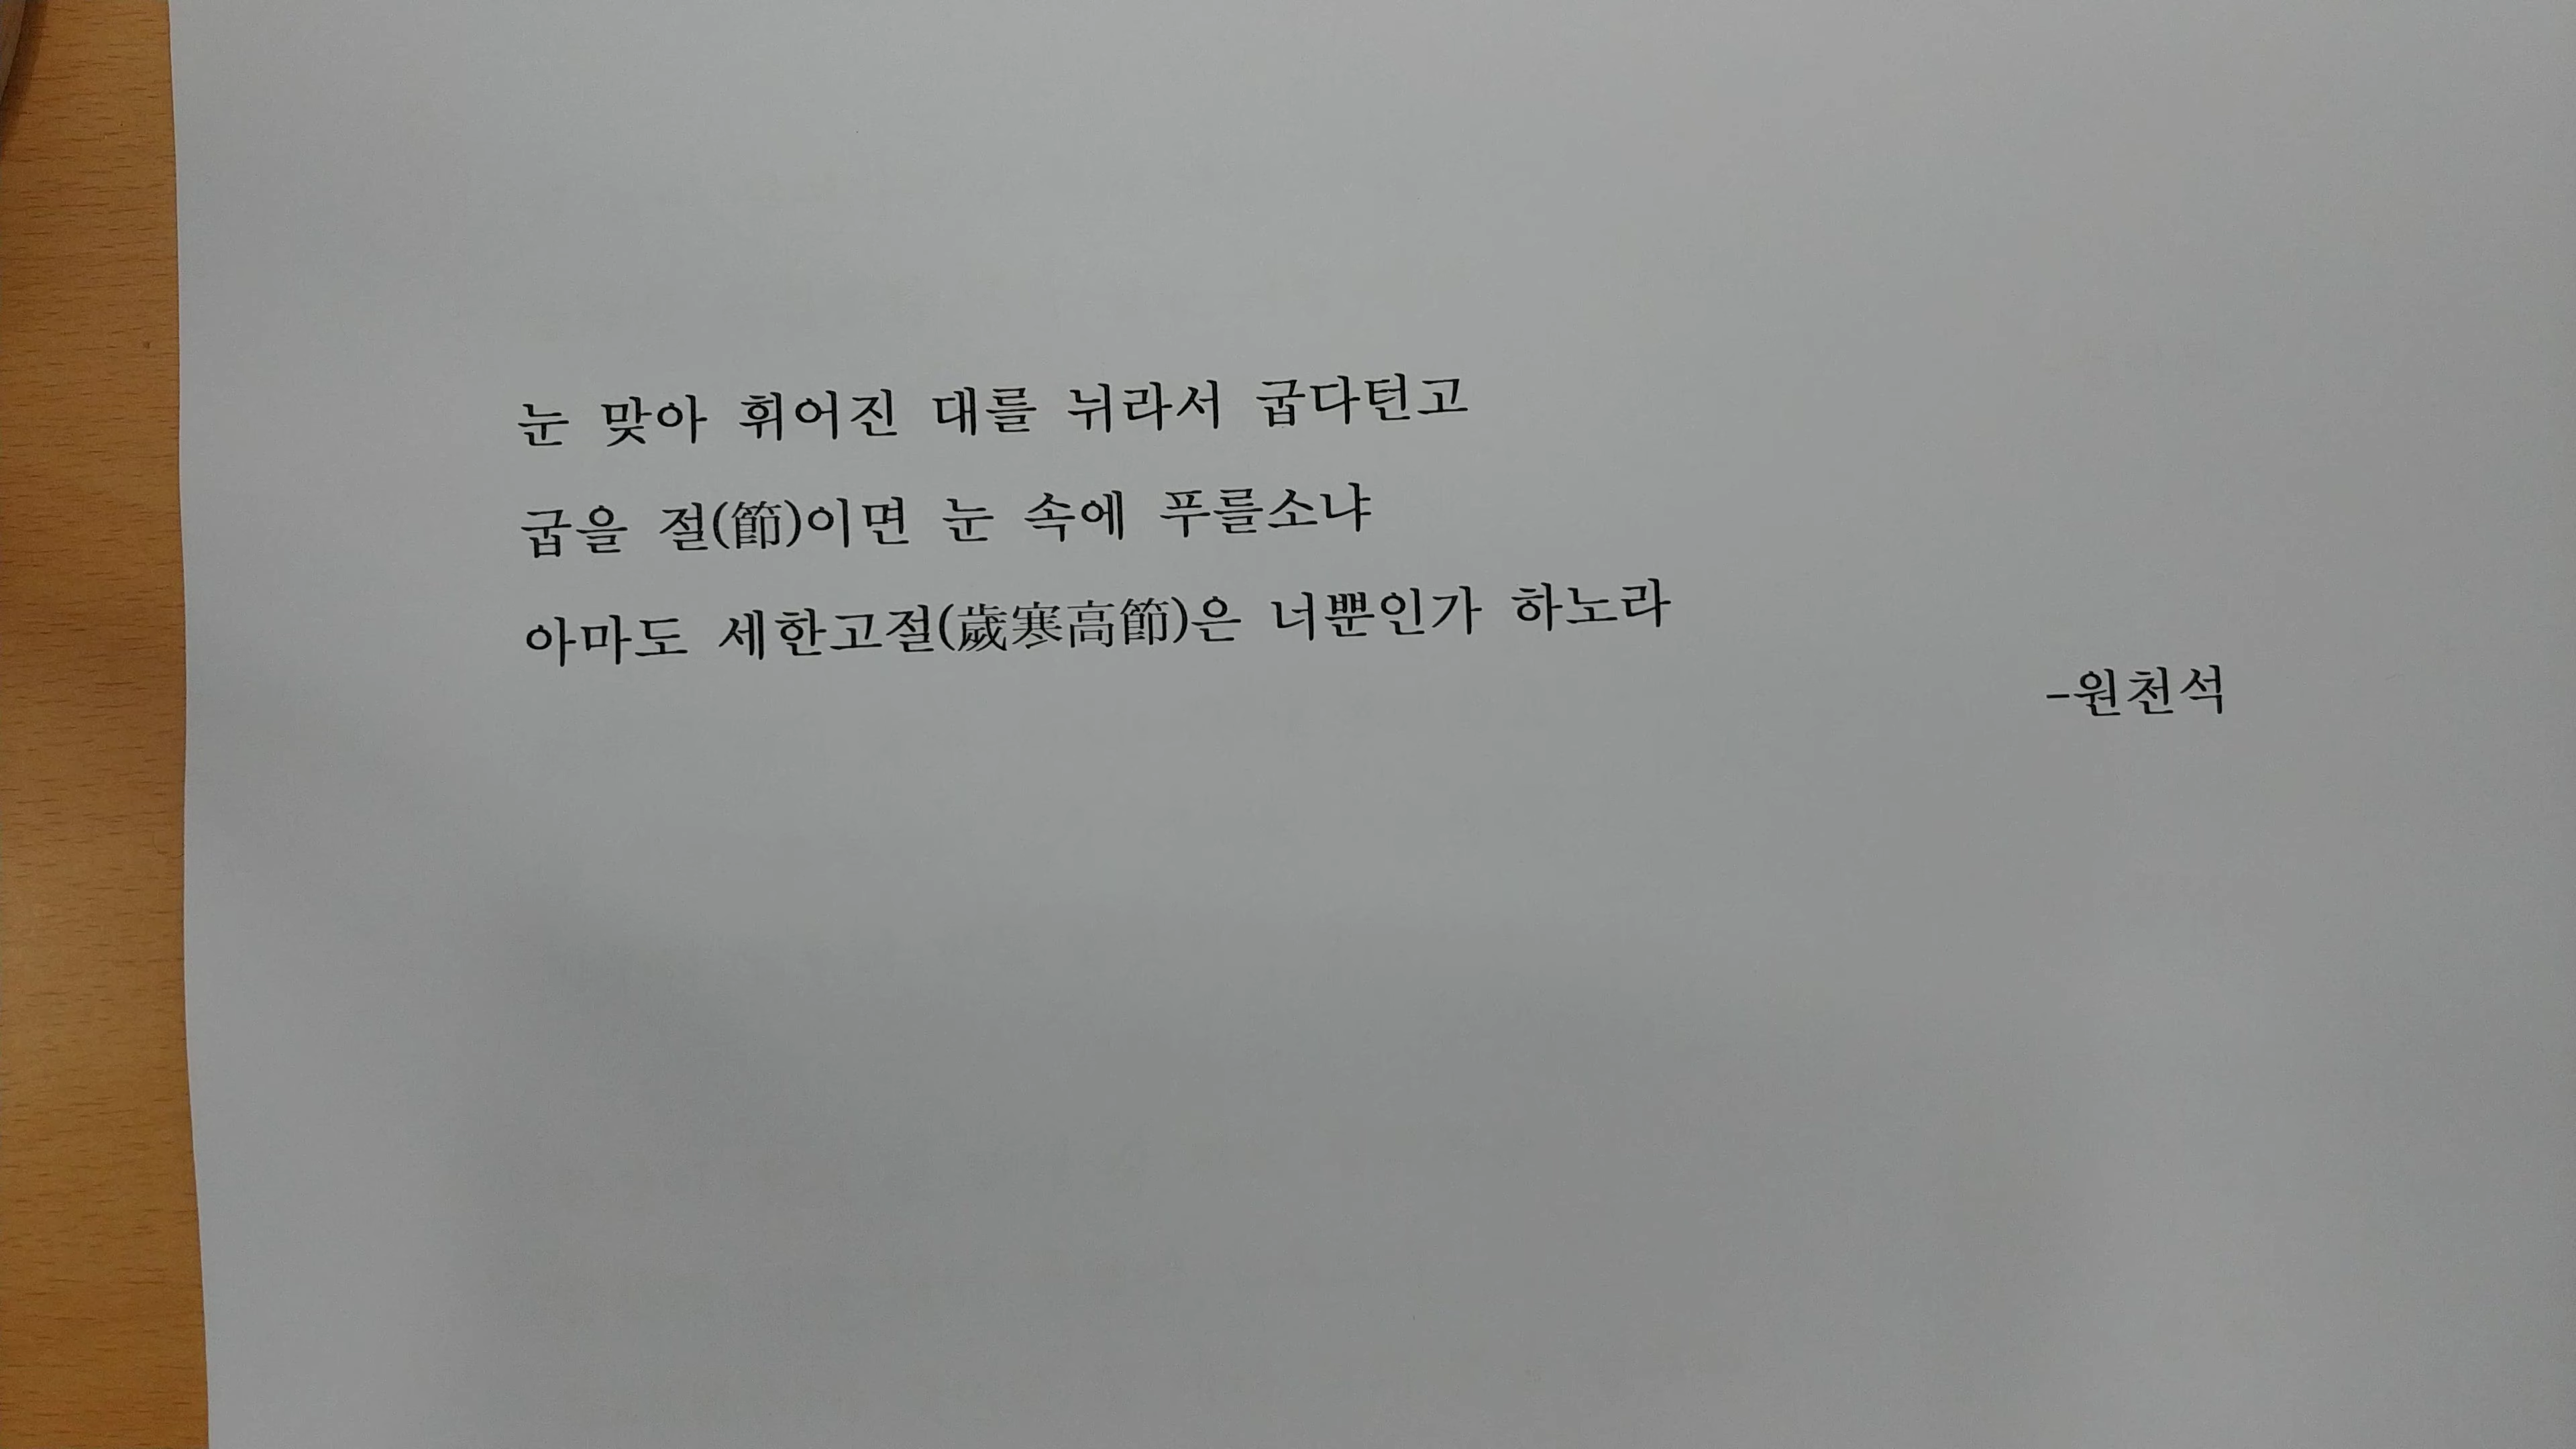 눈 맞아 휘어진 대를 뉘라서 굽다턴고
굽을 절(節)이면 눈 속에 푸를소냐
아마도 세한고절(歲寒高節)은 너뿐인가 하노라
-원천석